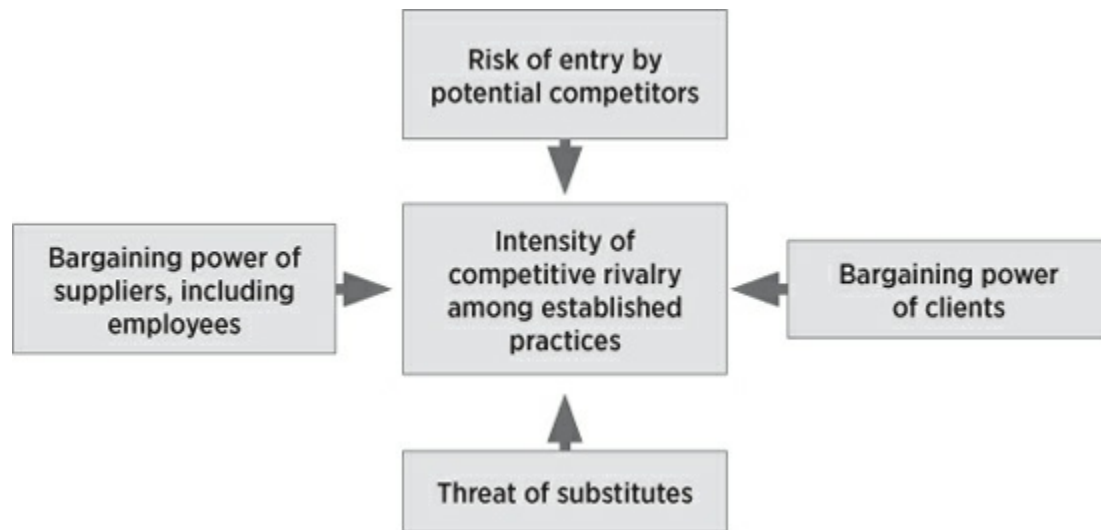 Risk of entry by
potential competitors
Bargaining power of
suppliers, including
employees
Intensity of
competitive rivalry
among established
practices
Bargaining power
of clients
Threat of substitutes